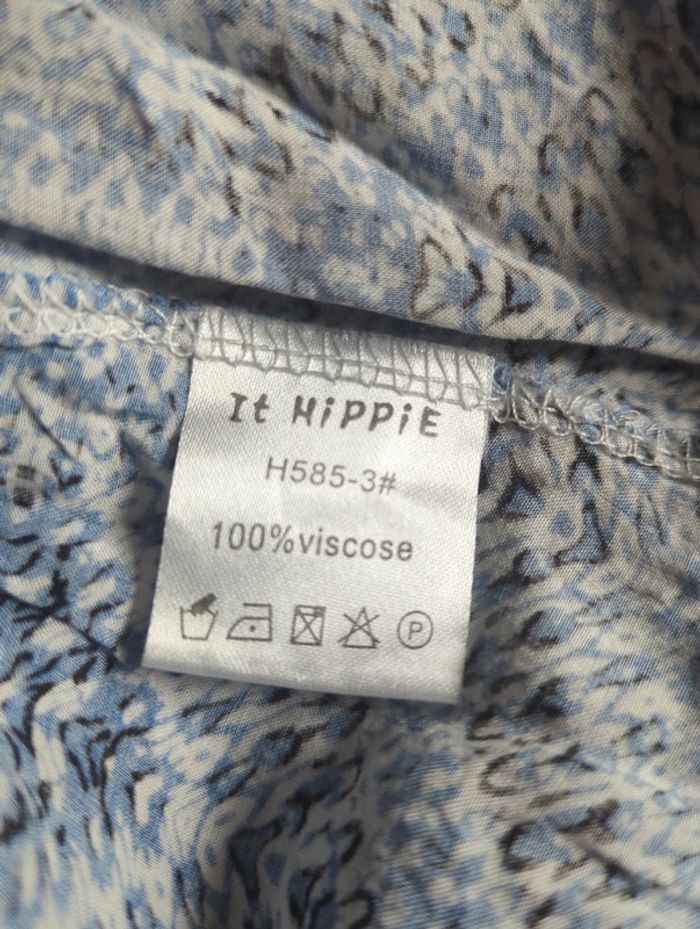 It HiPPiE
H585-3#
100%viscose
P